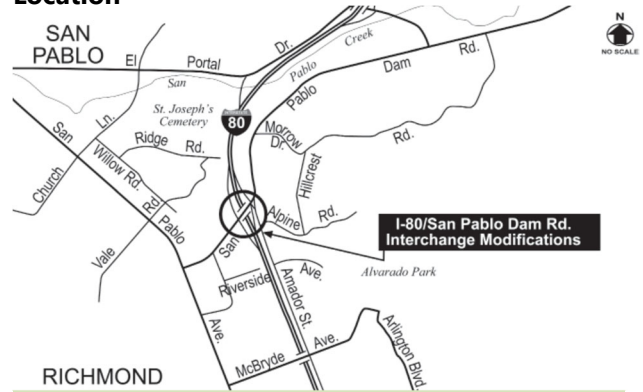 Location
SAN
PABLO
N
NO SCALE
El
Portal
Dr.
San
Pablo
Creek
Pablo
Dam
Rd.
St. Joseph's
Cemetery
80
Morrow
Dr.
Rd.
Hillcrest
San
Ln.
Church
Willow Rd.
Ridge
Rd.
Rd
Pablo
Vale
San
Alpine
Rd.
I-80/San Pablo Dam Rd.
Interchange Modifications
Alvarado Park
Riverside
Ave.
Amador St.
Ave.
McBryde
Ave.
Arlington Blvd
RICHMOND